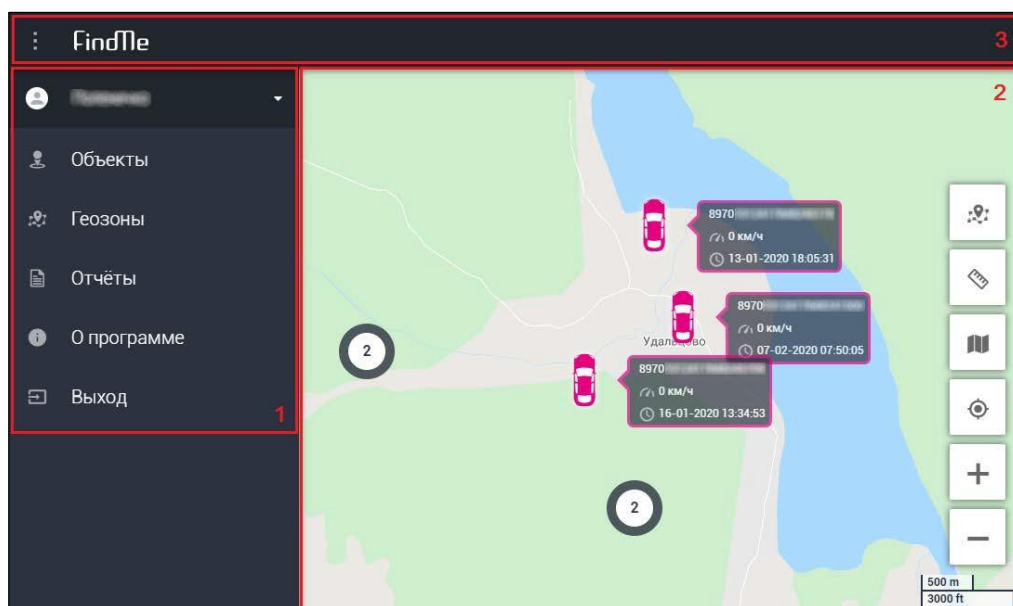 FindMe
3
Объекты
Геозоны
Отчёты
О программе
Выход
1
2
8970
0 км/ч
13-01-2020 18:05:31
8970
0 км/ч
07-02-2020 07:50:05
8970
0 км/ч
16-01-2020 13:34:53
2
2
500 m
3000 ft